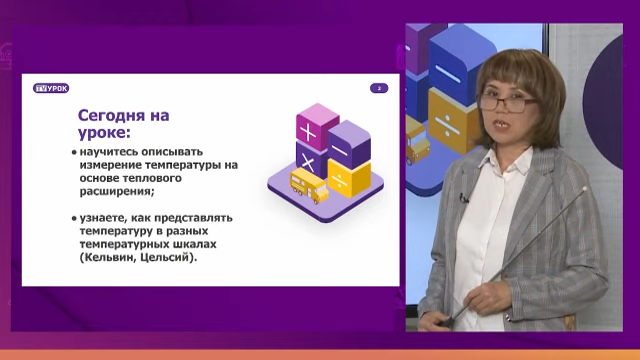 TV УРОК
2
Сегодня на
уроке:
• научитесь описывать
измерение температуры на
основе теплового
расширения;
• узнаете, как представлять
температуру в разных
температурных шкалах
(Кельвин, Цельсий).